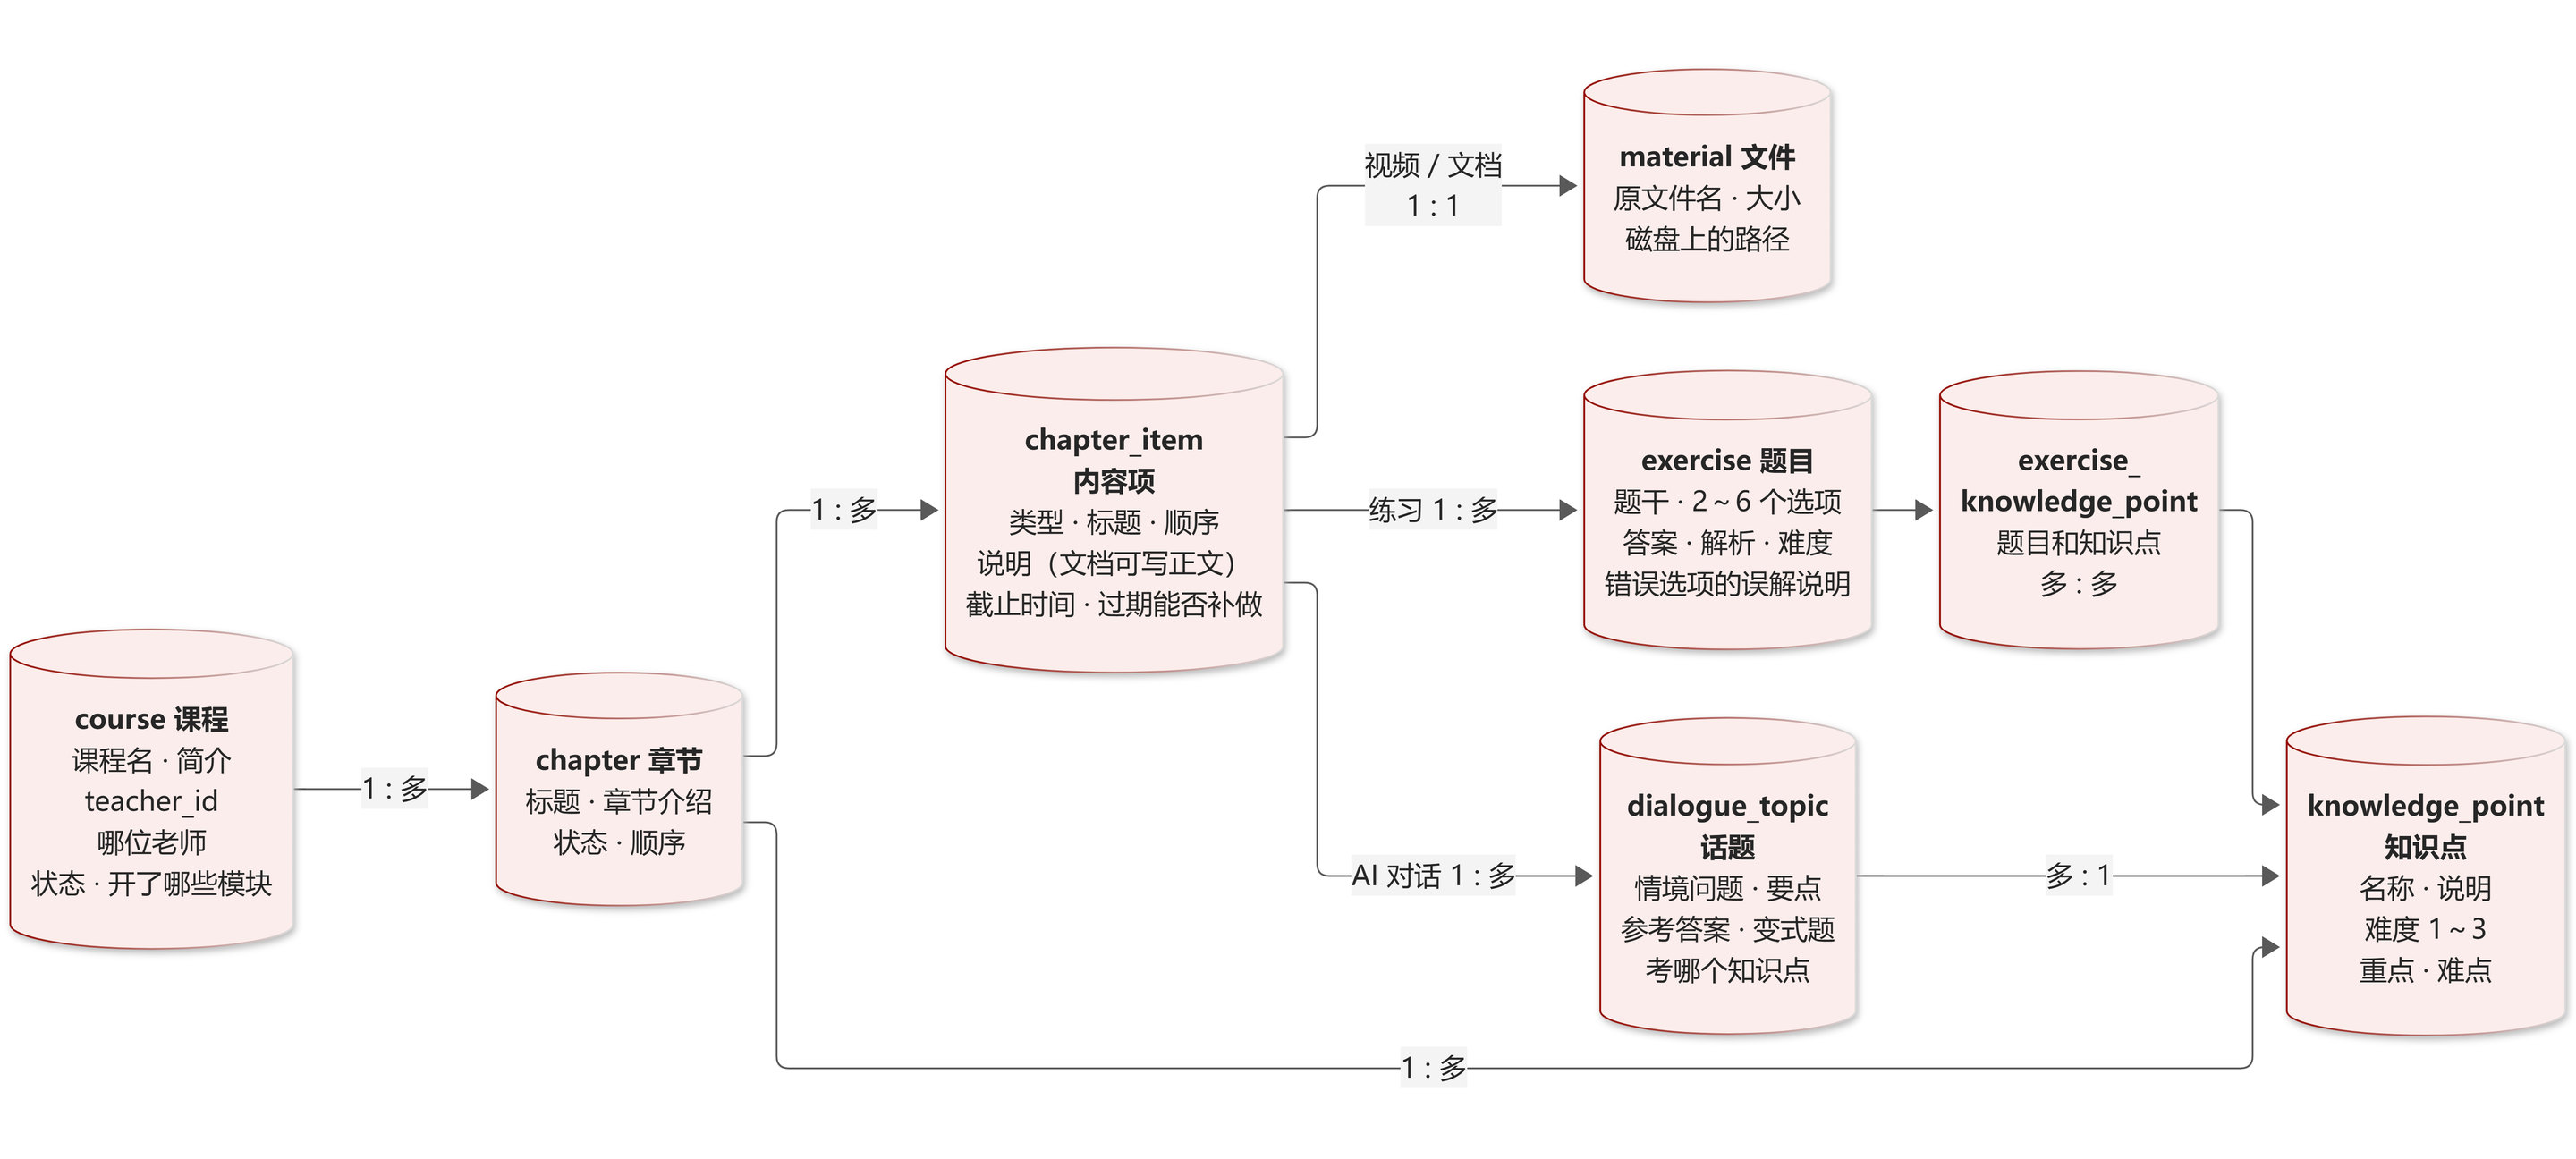 course 课程
课程名 · 简介
teacher_id
哪位老师
状态 · 开了哪些模块
1 : 多
chapter 章节
标题 · 章节介绍
状态 · 顺序
1 : 多
chapter_item
内容项
类型 · 标题 · 顺序
说明（文档可写正文）
截止时间 · 过期能否补做
视频 / 文档
1 : 1
material 文件
原文件名 · 大小
磁盘上的路径
练习 1 : 多
exercise 题目
题干 · 2 ~ 6 个选项
答案 · 解析 · 难度
错误选项的误解说明
exercise_
knowledge_point
题目和知识点
多 : 多
AI 对话 1 : 多
dialogue_topic
话题
情境问题 · 要点
参考答案 · 变式题
考哪个知识点
多 : 1
knowledge_point
知识点
名称 · 说明
难度 1 ~ 3
重点 · 难点
1 : 多